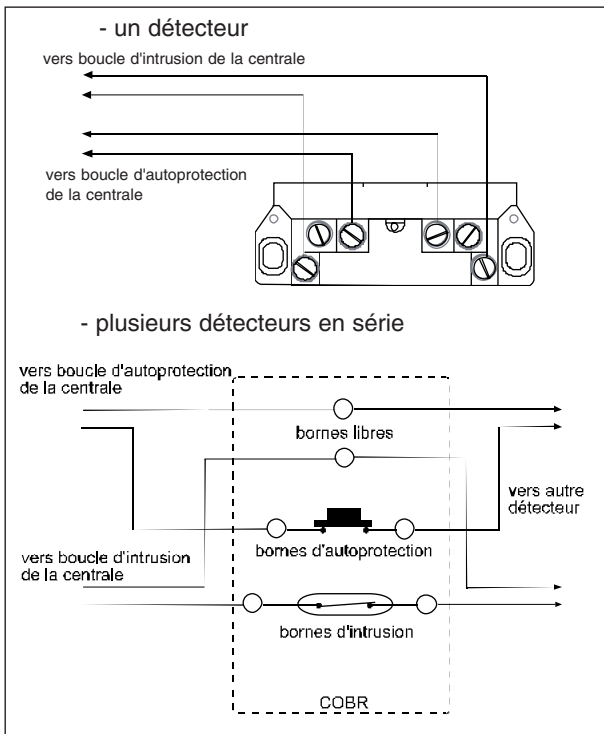 - un détecteur
vers boucle d'intrusion de la centrale
vers boucle d'autoprotection
de la centrale
- plusieurs détecteurs en série
vers boucle d'autoprotection
de la centrale
bornes libres
vers autre
détecteur
bornes d'autoprotection
vers boucle d'intrusion
de la centrale
bornes d'intrusion
COBR